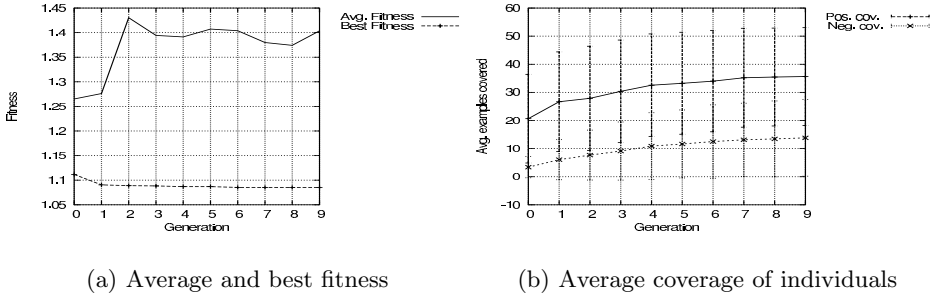 1.45
1.4
1.35
1.3
1.25
1.2
1.15
1.1
1.05
0 1 2 3 4 5 6 7 8 9
Fitness
Generation
Avg. Fitness
Best Fitness
(a) Average and best fitness
60
50
40
30
20
10
0
-10
0 1 2 3 4 5 6 7 8 9
Avg. examples covered
Generation
Pos. cov.
Neg. cov.
(b) Average coverage of individuals